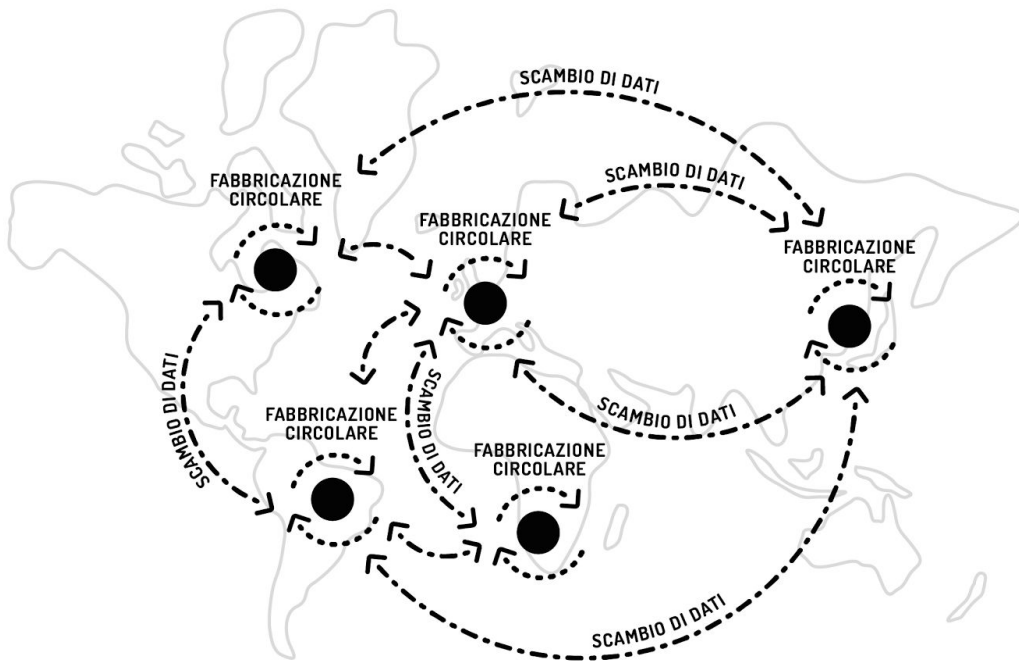 SCAMBIO DI DATI
SCAMBIO DI DATI
FABBRICAZIONE
CIRCOLARE
FABBRICAZIONE
CIRCOLARE
FABBRICAZIONE
CIRCOLARE
SCAMBIO DI DATI
SCAMBIO DI DATI
SCAMBIO DI DATI
FABBRICAZIONE
CIRCOLARE
FABBRICAZIONE
CIRCOLARE
SCAMBIO DI DATI